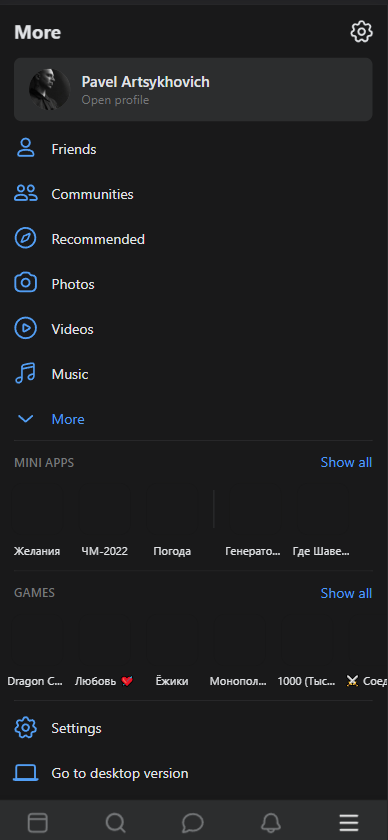 More
Pavel Artsykhovich
Open profile
Friends
Communities
Recommended
Photos
Videos
Music
More
MINI APPS Show all
Желания ЧМ-2022 Погода Генерато... Где Шаве...
GAMES Show all
Dragon C... Любовь ❤️ Ёжики Монопол... 1000 (Тыс... ⚔️ Соед
Settings
Go to desktop version